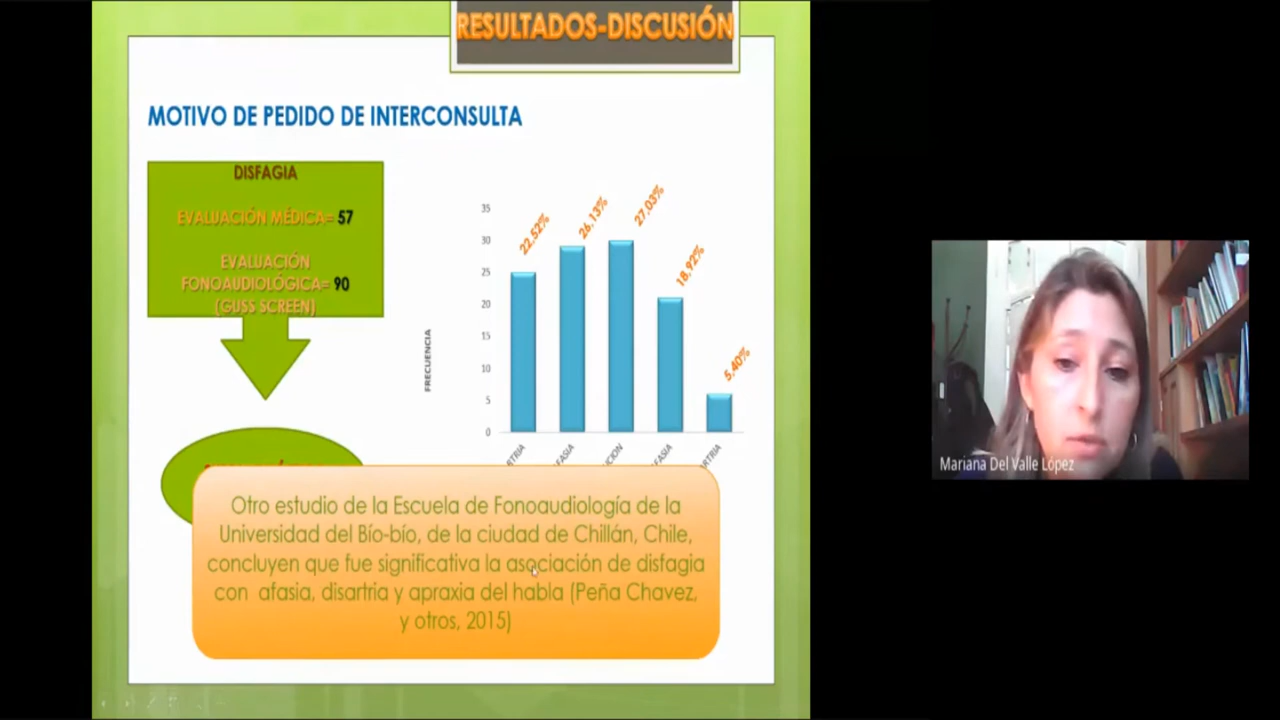 RESULTADOS-DISCUSIÓN
MOTIVO DE PEDIDO DE INTERCONSULTA
DISFAGIA
EVALUACIÓN MÉDICA= 57
EVALUACIÓN
FONOAUDIOLÓGICA= 90
(GUSS SCREEN)
FRECUENCIA
35
30
25
20
15
10
5
0
22,52%
26,13%
27,03%
18,92%
5,40%
Otro estudio de la Escuela de Fonoaudiología de la
Universidad del Bío-bío, de la ciudad de Chillán, Chile,
concluyen que fue significativa la asociación de disfagia
con afasia, disartria y apraxia del habla (Peña Chavez,
y otros, 2015)
Mariana Del Valle López